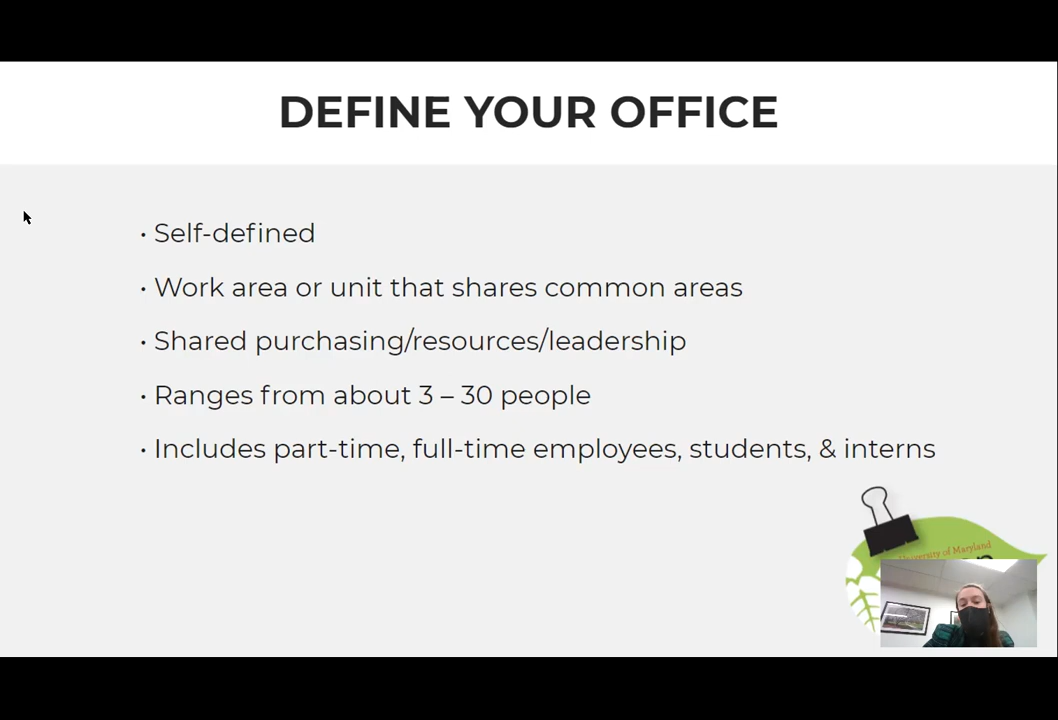 DEFINE YOUR OFFICE
• Self-defined
• Work area or unit that shares common areas
• Shared purchasing/resources/leadership
• Ranges from about 3 – 30 people
• Includes part-time, full-time employees, students, & interns
University of Maryland